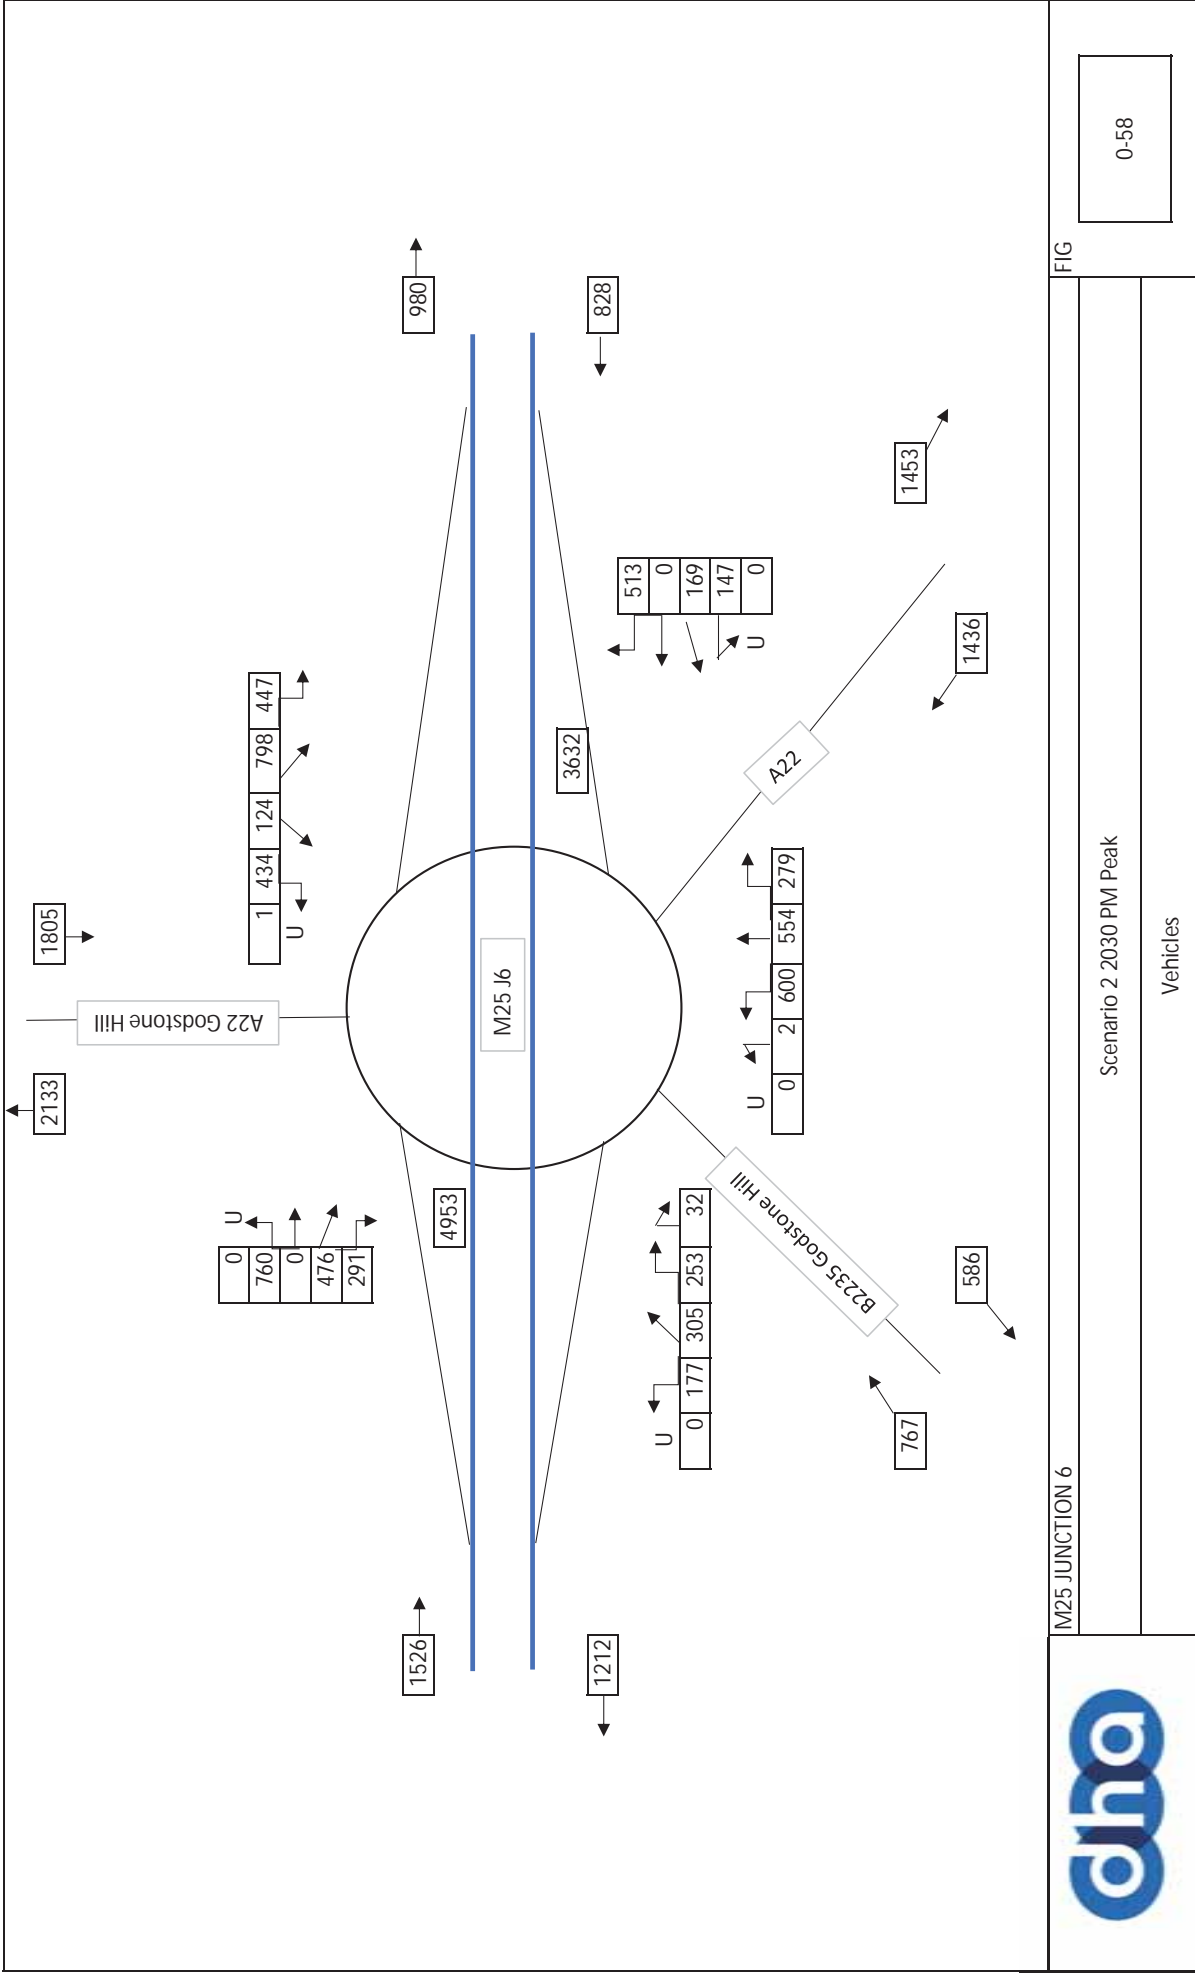 2133
1805
A22 Godstone Hill
U
0
760
0
476
291
1 434 124 798 447
U
1526
4953
980
M25 J6
1212
3632
828
513
0
169
147
0
U
U
0 177 305 253 32
B2235 Godstone Hill
U
0 2 600 554 279
A22
767
586
1436
1453
dha
M25 JUNCTION 6
FIG
Scenario 2 2030 PM Peak
0-58
Vehicles